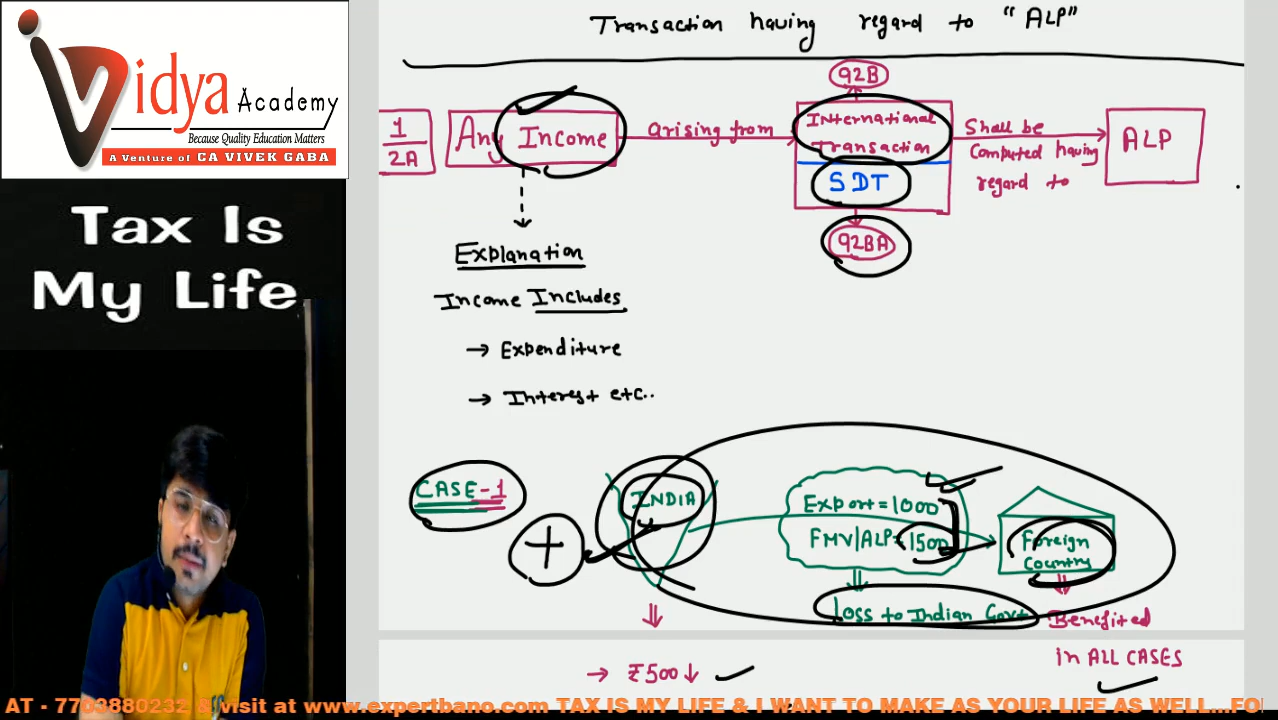 Vidya
Academy
Because Quality Education Matters
A Venture of CA VIVEK GABA
Tax Is
My Life
Transaction having regard to "ALP"
92B
1
2A
Any Income
arising from
International
Transaction
SDT
92BA
Shall be
Computed having
regard to
ALP
Explanation
Income Includes
→ Expenditure
→ Interest etc..
CASE-1
INDIA
+
Export = 1000
FMV|ALP = 1500
Foreign
Country
Loss to Indian Govt.
Benefited
in ALL CASES
→ ₹500↓
AT - 7703880232 & visit at www.expertbano.com TAX IS MY LIFE & I WANT TO MAKE AS YOUR LIFE AS WELL...FO